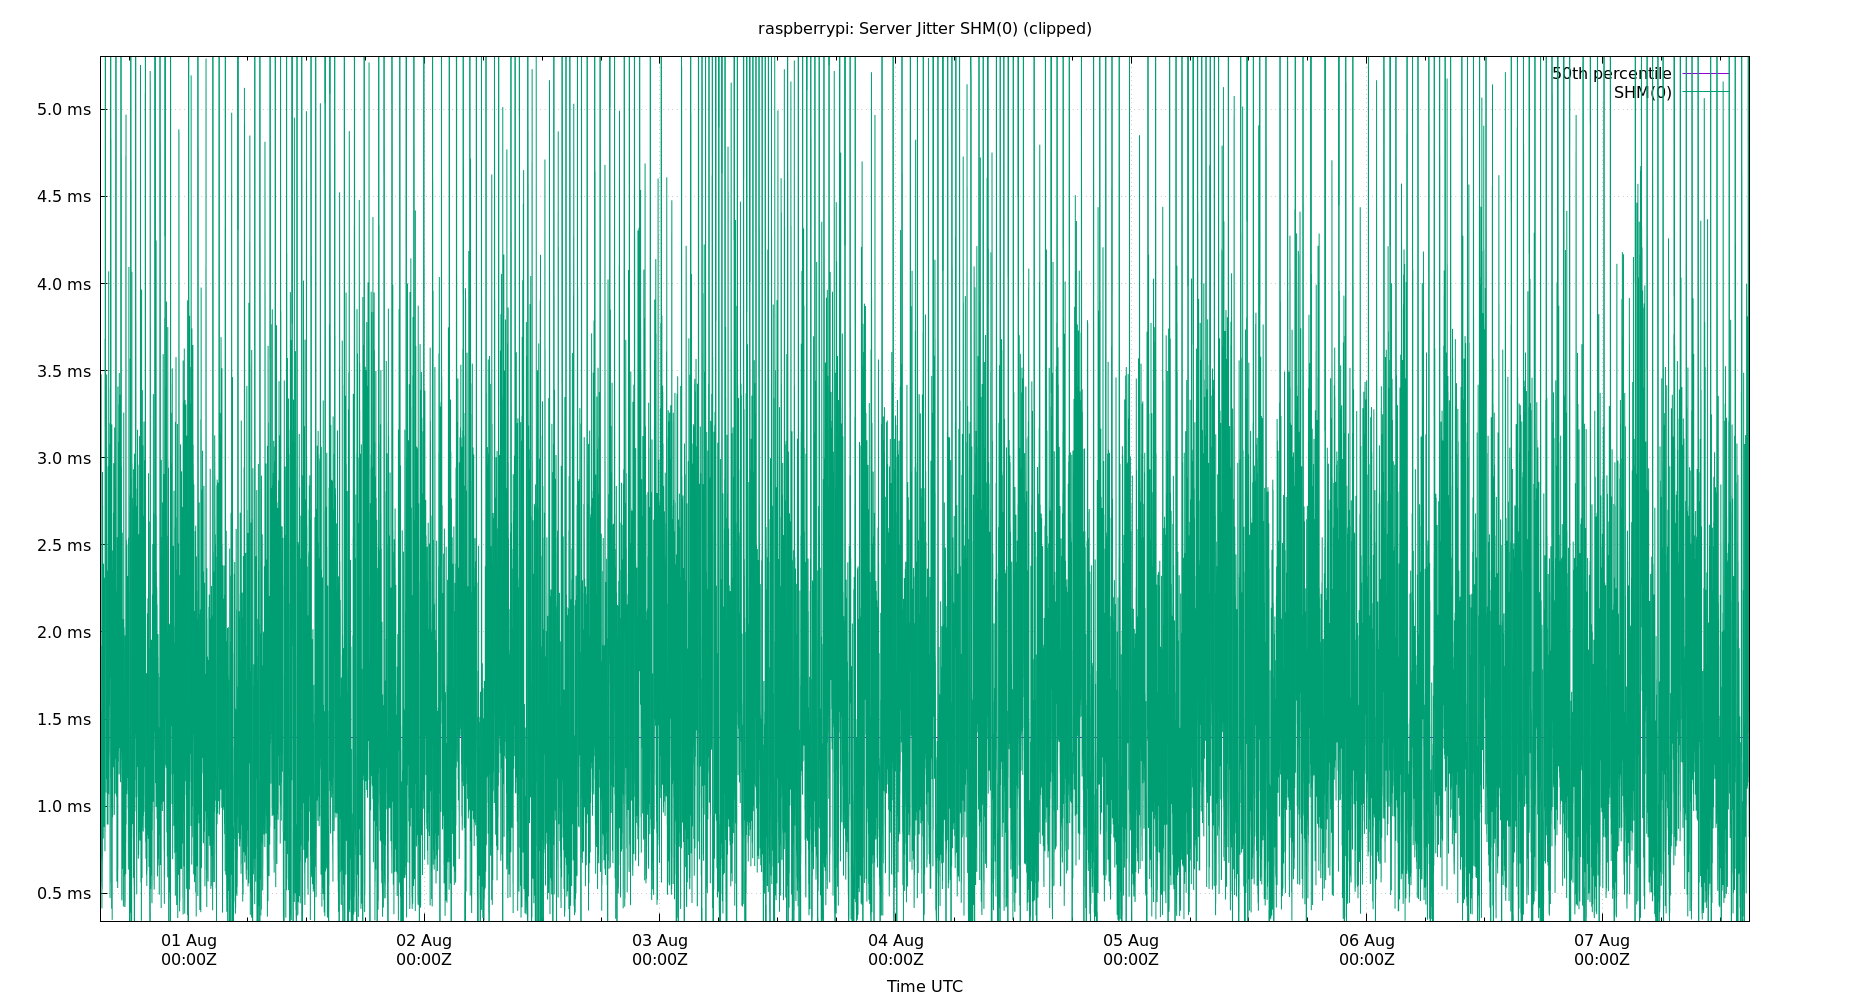 raspberrypi: Server Jitter SHM(0) (clipped)
50th percentile
SHM(0)
5.0 ms
4.5 ms
4.0 ms
3.5 ms
3.0 ms
2.5 ms
2.0 ms
1.5 ms
1.0 ms
0.5 ms
01 Aug 02 Aug 03 Aug 04 Aug 05 Aug 06 Aug 07 Aug
00:00Z 00:00Z 00:00Z 00:00Z 00:00Z 00:00Z 00:00Z
Time UTC